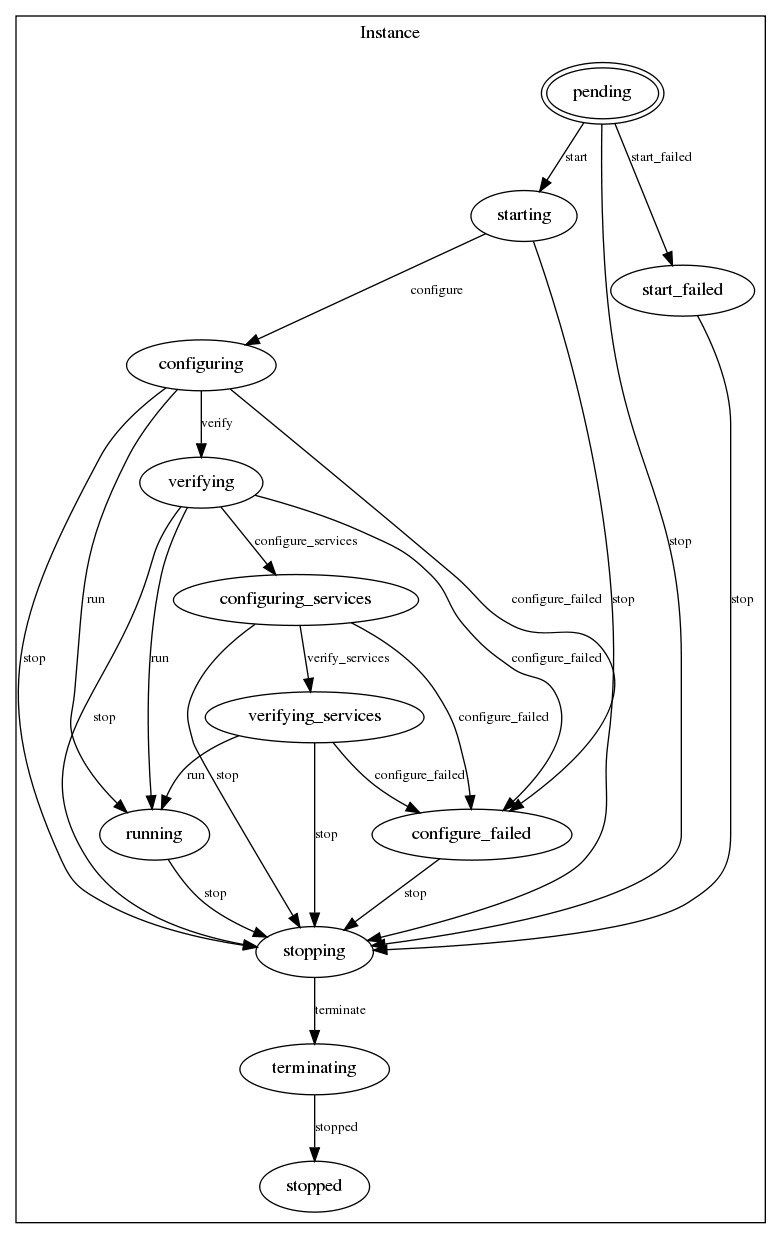 Instance
pending
start
start_failed
starting
start_failed
configure
configuring
verify
verifying
configure_services
stop
run
configuring_services
configure_failed
stop
stop
stop
run
verify_services
configure_failed
stop
verifying_services
configure_failed
run
stop
configure_failed
running
stop
configure_failed
stop
stop
stopping
terminate
terminating
stopped
stopped